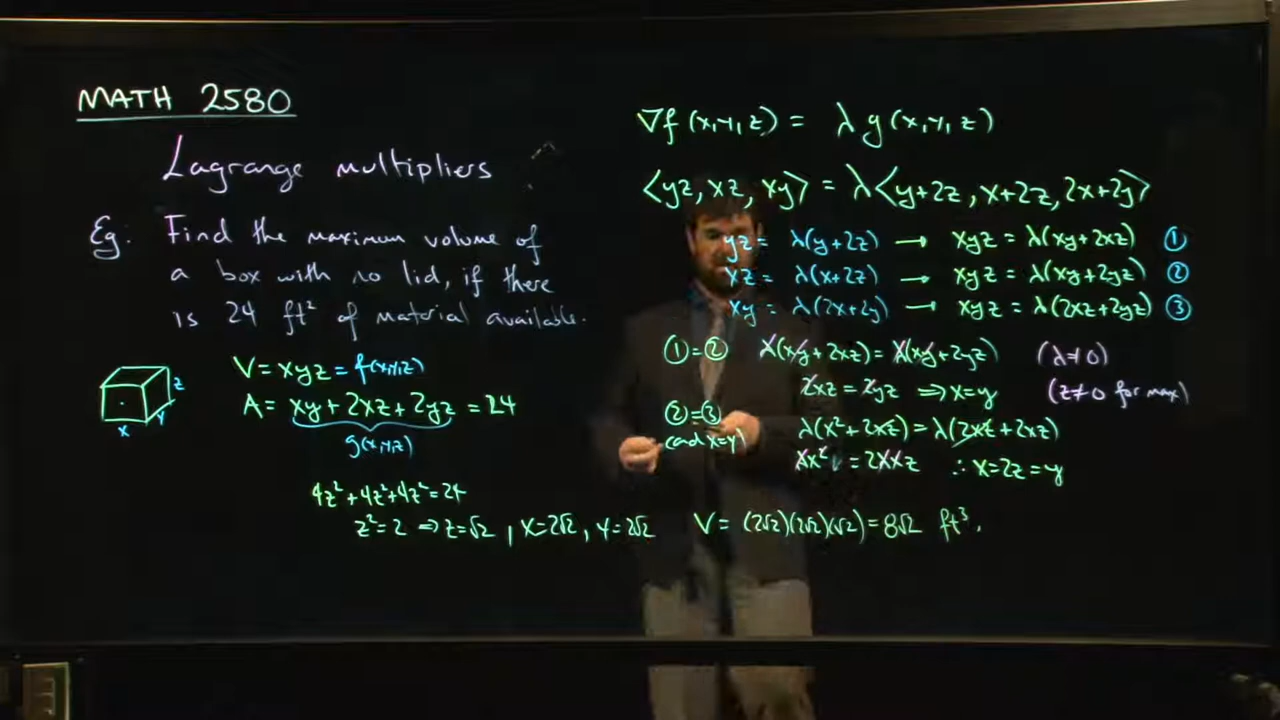 MATH 2580
Lagrange multipliers
Eg: Find the maximum volume of
a box with no lid, if there
is 24 ft² of material available.
x
y
z
V = xyz = f(x,y,z)
A = xy + 2xz + 2yz = 24
g(x,y,z)
4z² + 4z² + 4z² = 24
z² = 2 ⇒ z = √2, x = 2√2, y = 2√2
V = (2√2)(2√2)(√2) = 8√2 ft³.
∇f(x,y,z) = λ g(x,y,z)
⟨yz, xz, xy⟩ = λ⟨y+2z, x+2z, 2x+2y⟩
yz = λ(y+2z) → xyz = λ(xy+2xz) ①
xz = λ(x+2z) → xyz = λ(xy+2yz) ②
xy = λ(2x+2y) → xyz = λ(2xz+2yz) ③
①=② λ(xy+2xz) = λ(xy+2yz) (λ≠0)
2xz = 2yz ⇒ x=y (z≠0 for max)
②=③ λ(x²+2xz) = λ(2xz+2xz)
(and x=y) xx² = 2xxz ∴ x=2z=y